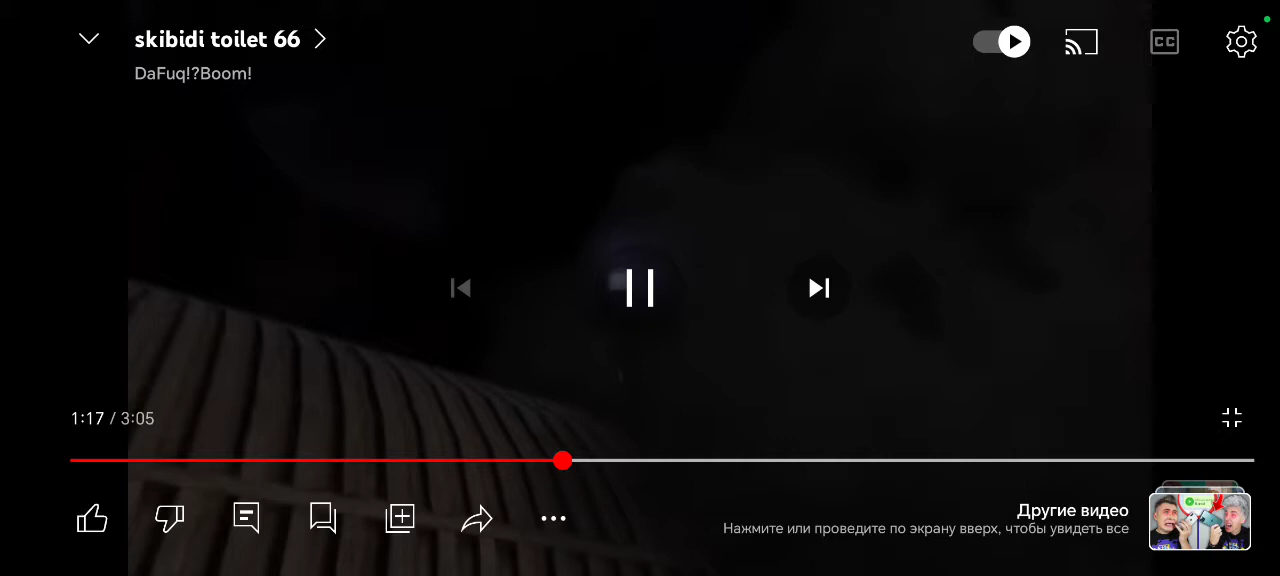 skibidi toilet 66
DaFuq!?Boom!
CC
1:17 / 3:05
Другие видео
Нажмите или проведите по экрану вверх, чтобы увидеть все